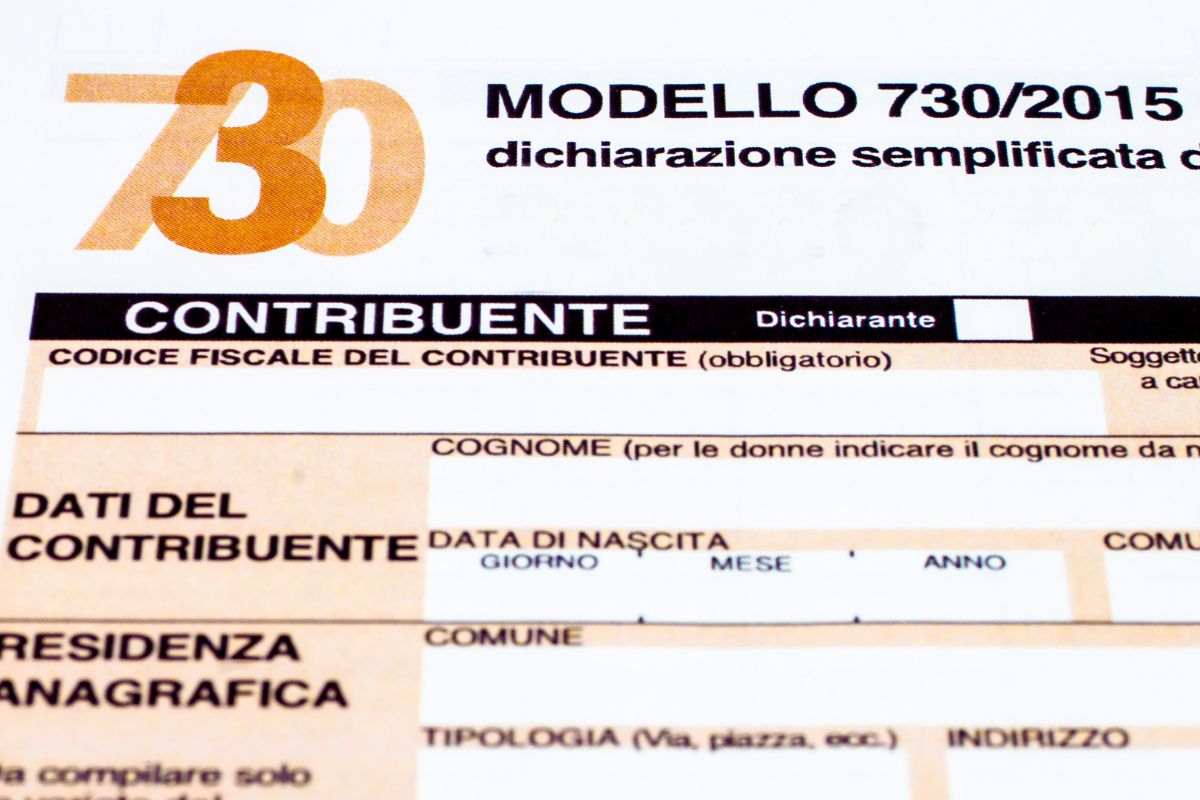 730
MODELLO 730/2015
dichiarazione semplificata d
CONTRIBUENTE Dichiarante
CODICE FISCALE DEL CONTRIBUENTE (obbligatorio) Soggetto
a ca
COGNOME (per le donne indicare il cognome da n
DATI DEL
CONTRIBUENTE
DATA DI NASCITA COMU
GIORNO MESE ANNO
RESIDENZA
ANAGRAFICA
COMUNE
TIPOLOGIA (Via, piazza, ecc.) INDIRIZZO
Da compilare solo